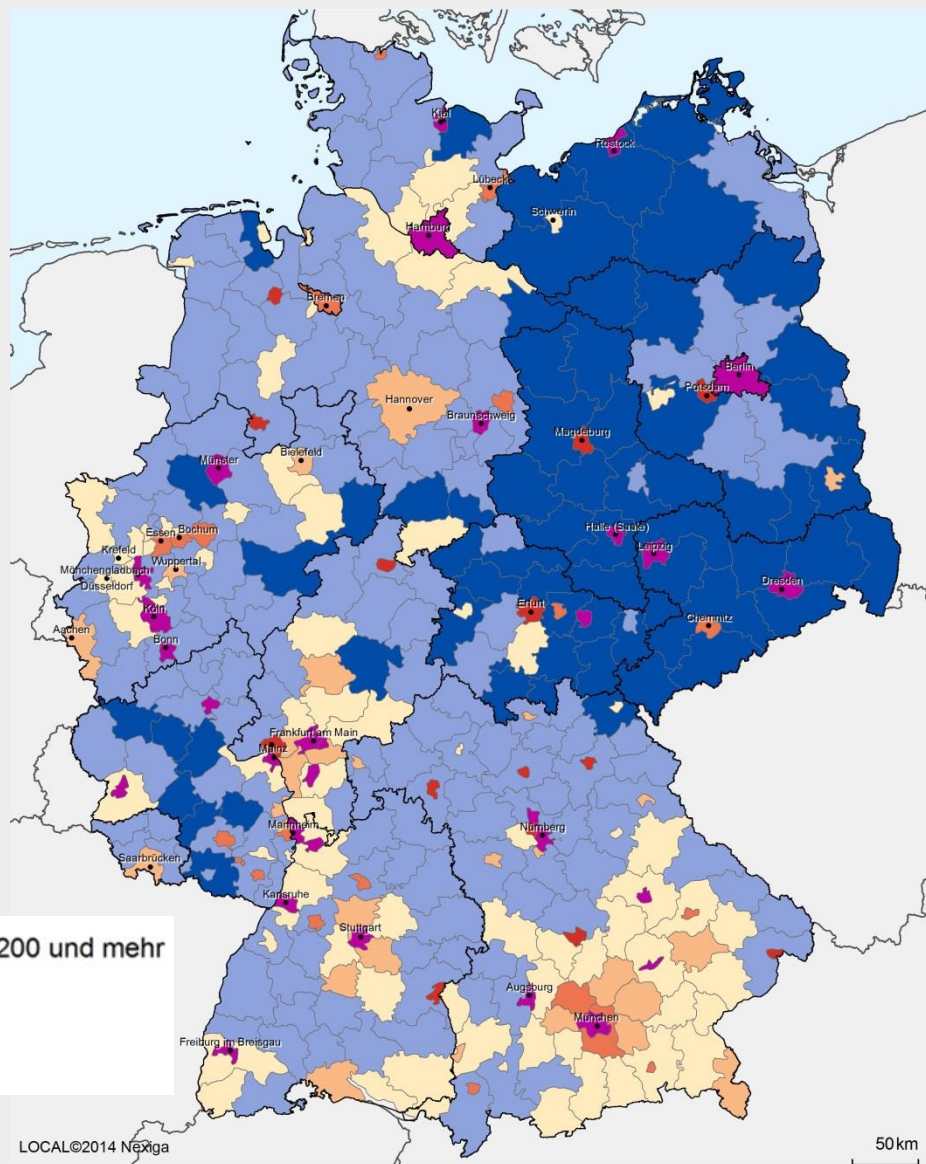 Kiel
Rostock
Lübeck
Schwerin
Hamburg
Bremen
Berlin
Potsdam
Hannover
Braunschweig
Magdeburg
Bielefeld
Münster
Essen
Bochum
Halle (Saale)
Krefeld
Leipzig
Wuppertal
Mönchengladbach
Düsseldorf
Dresden
Köln
Erfurt
Chemnitz
Aachen
Bonn
Frankfurt am Main
Mainz
Mannheim
Nürnberg
Saarbrücken
Karlsruhe
Stuttgart
200 und mehr
Augsburg
München
Freiburg im Breisgau
LOCAL©2014 Nexiga
50 km